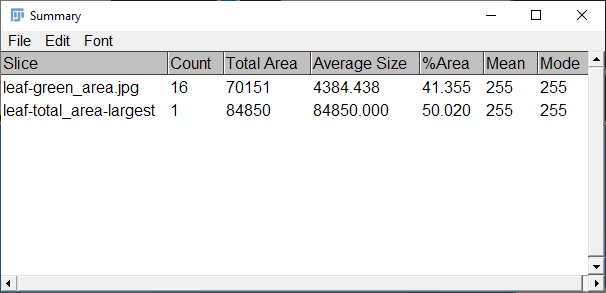 Summary
File Edit Font
Slice Count Total Area Average Size %Area Mean Mode
leaf-green_area.jpg 16 70151 4384.438 41.355 255 255
leaf-total_area-largest 1 84850 84850.000 50.020 255 255